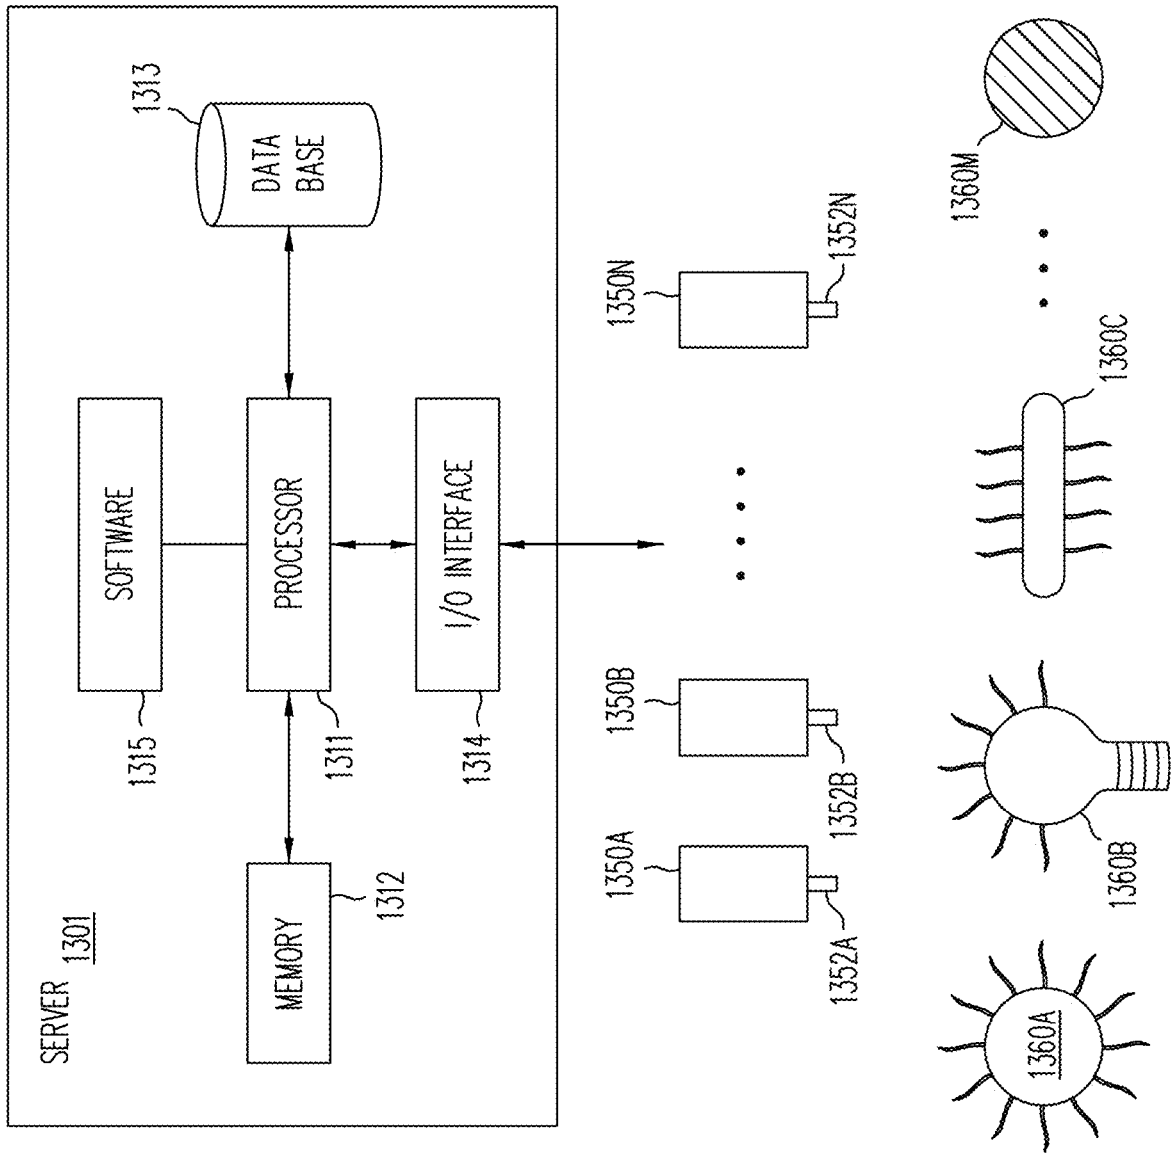 SERVER
1301
SOFTWARE
1315
MEMORY
1312
PROCESSOR
1311
DATA
BASE
1313
I/O INTERFACE
1314
1350A
1350B
1350N
1352A
1352B
1352N
1360A
1360B
1360C
1360M